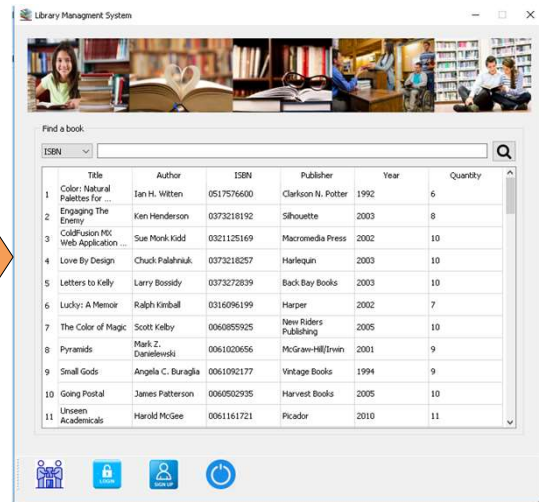 Library Managment System
Find a book
ISBN
Title Author ISBN Publisher Year Quantity
1 Color: Natural Palettes for ... Ian H. Witten 0517576600 Clarkson N. Potter 1992 6
2 Engaging The Enemy Ken Henderson 0373218192 Silhouette 2003 8
3 ColdFusion MX Web Application ... Sue Monk Kidd 0321125169 Macromedia Press 2002 10
4 Love By Design Chuck Palahniuk 0373218257 Harlequin 2003 10
5 Letters to Kelly Larry Bossidy 0373272839 Back Bay Books 2003 10
6 Lucky: A Memoir Ralph Kimball 0316096199 Harper 2002 7
7 The Color of Magic Scott Kelby 0060855925 New Riders Publishing 2005 10
8 Pyramids Mark Z. Danielewski 0061020656 McGraw-Hill/Irwin 2001 9
9 Small Gods Angela C. Buraglia 0061092177 Vintage Books 1994 9
10 Going Postal James Patterson 0060502935 Harvest Books 2005 10
11 Unseen Academicals Harold McGee 0061161721 Picador 2010 11
LOGIN
SIGN UP